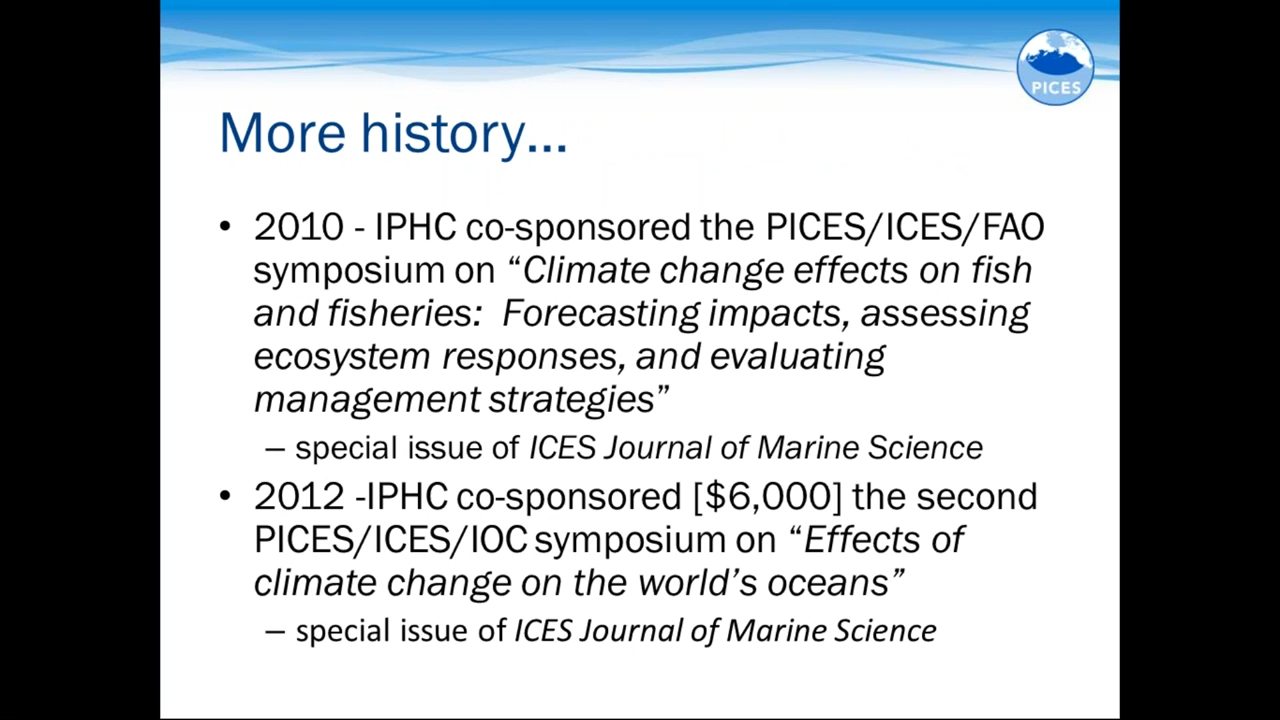 PICES
More history...
• 2010 - IPHC co-sponsored the PICES/ICES/FAO
symposium on “Climate change effects on fish
and fisheries:  Forecasting impacts, assessing
ecosystem responses, and evaluating
management strategies”
– special issue of ICES Journal of Marine Science
• 2012 -IPHC co-sponsored [$6,000] the second
PICES/ICES/IOC symposium on “Effects of
climate change on the world’s oceans”
– special issue of ICES Journal of Marine Science